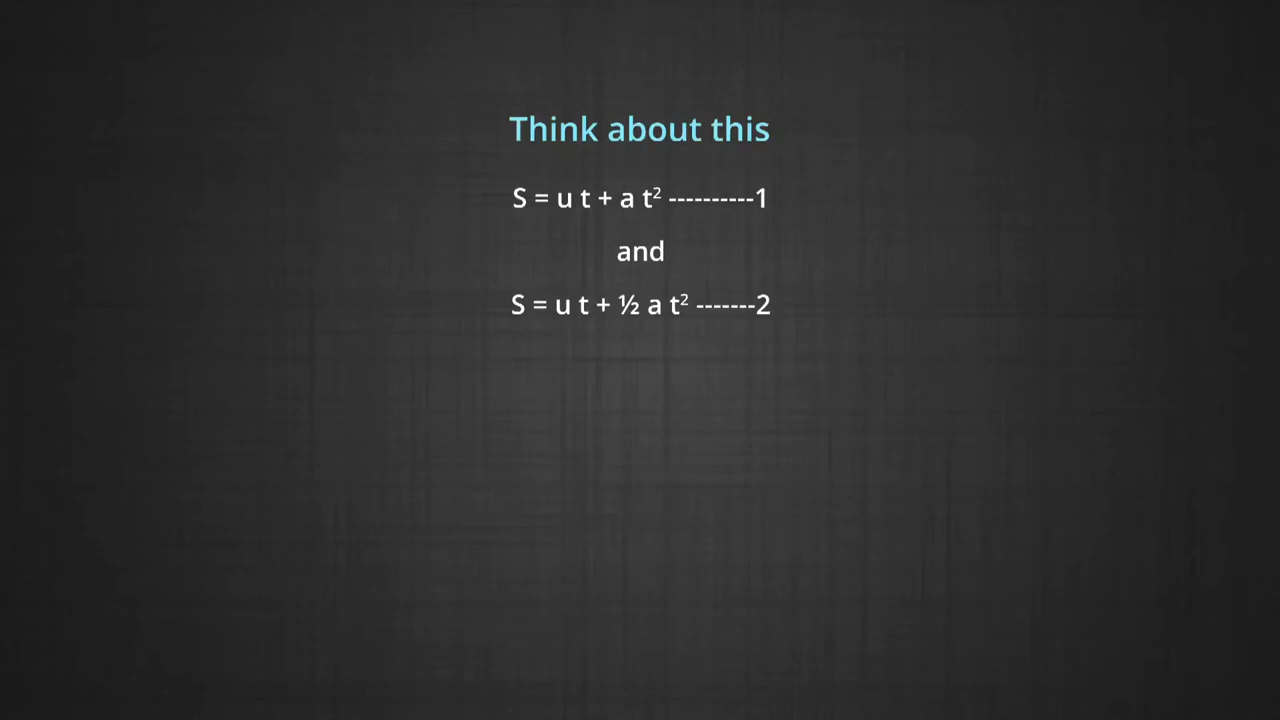 Think about this
S = u t + a t² ----------1
and
S = u t + ½ a t² -------2